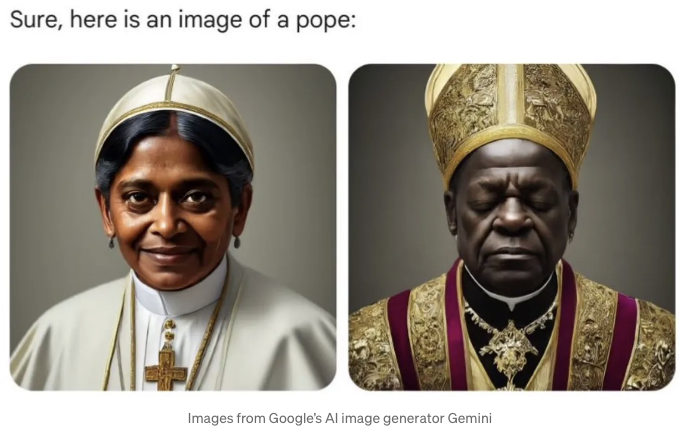 Sure, here is an image of a pope:
Images from Google's AI image generator Gemini